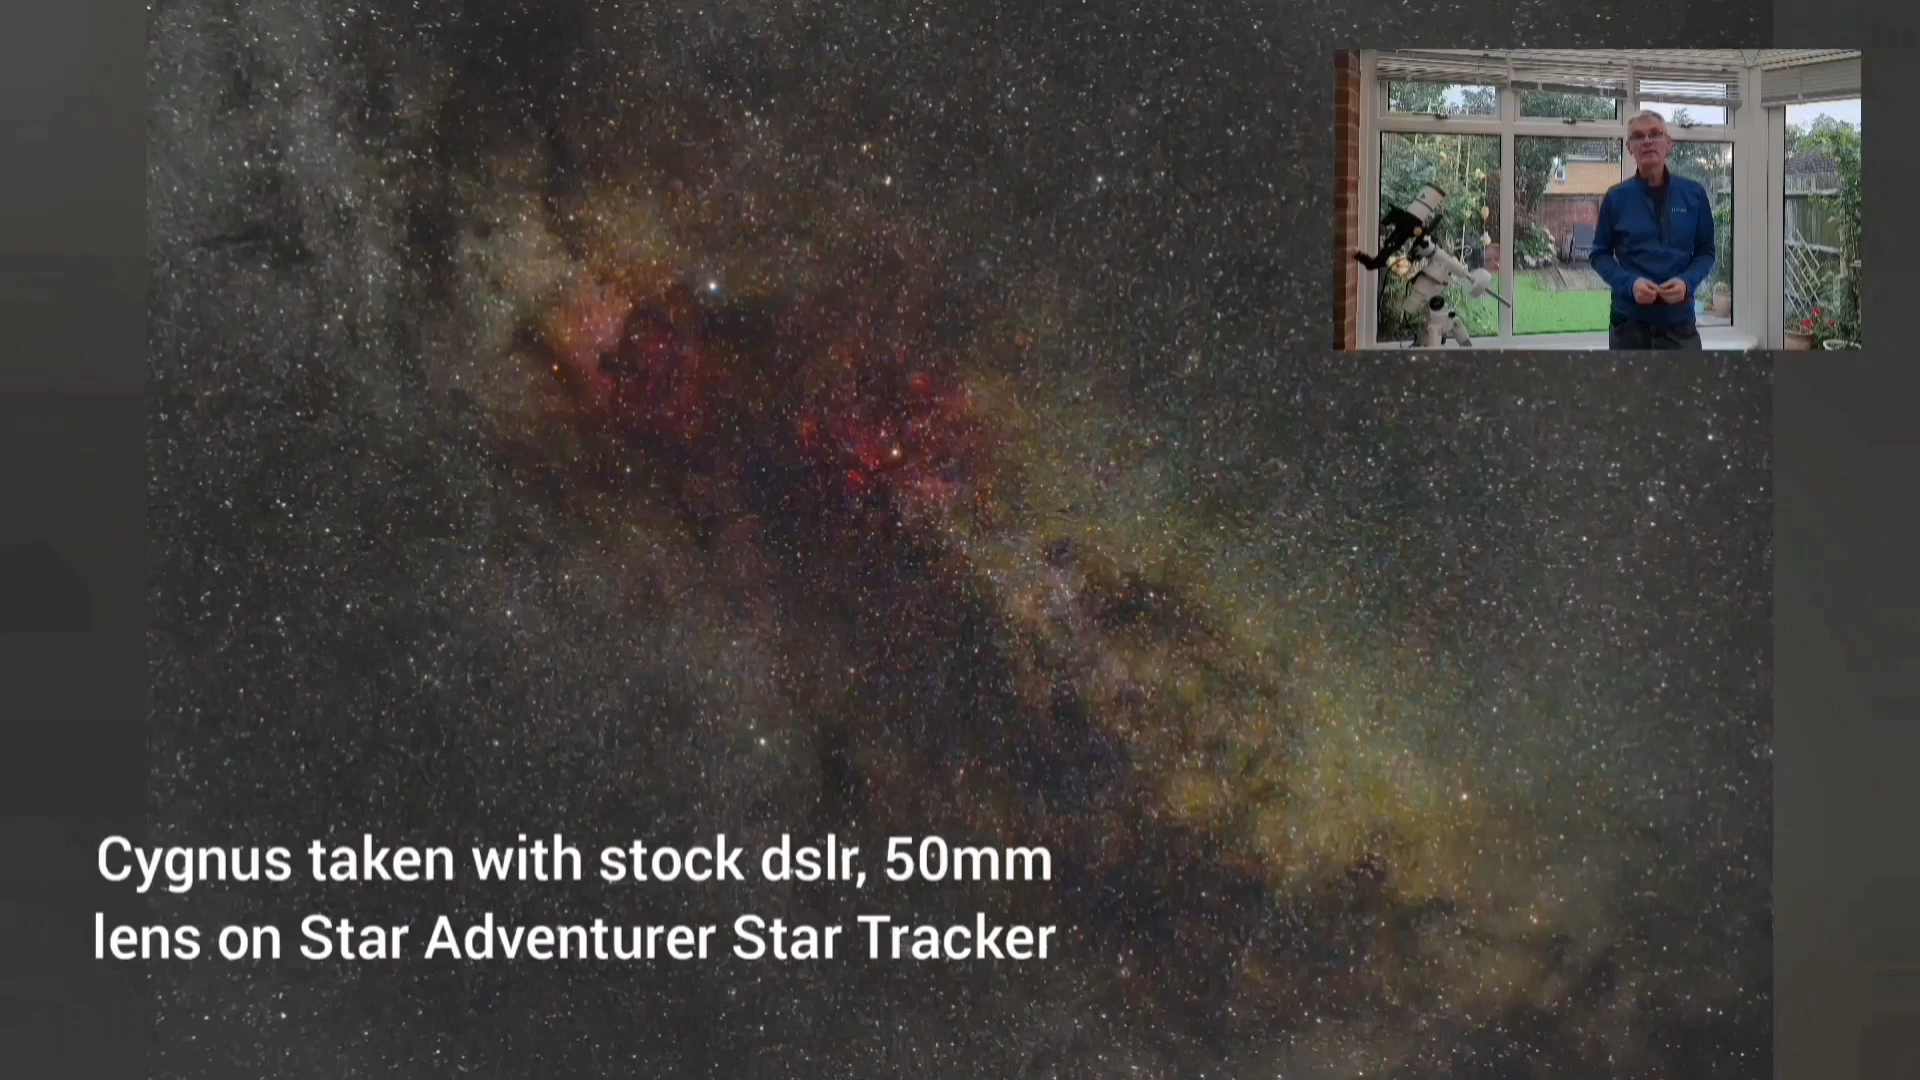 Cygnus taken with stock dslr, 50mm
lens on Star Adventurer Star Tracker